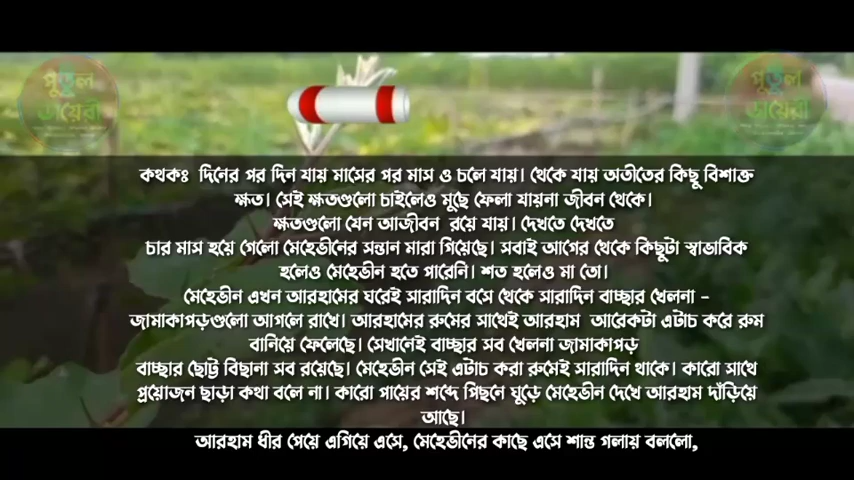 পুতুল
ডায়েরী
পুতুল
ডায়েরী
কথকঃ দিনের পর দিন যায় মাসের পর মাস ও চলে যায়। থেকে যায় অতীতের কিছু বিশাক্ত
ক্ষত। সেই ক্ষতগুলো চাইলেও মুছে ফেলা যায়না জীবন থেকে।
ক্ষতগুলো যেন আজীবন রয়ে যায়। দেখতে দেখতে
চার মাস হয়ে গেলো মেহেভীনের সন্তান মারা গিয়েছে। সবাই আগের থেকে কিছুটা স্বাভাবিক
হলেও মেহেভীন হতে পারেনি। শত হলেও মা তো।
মেহেভীন এখন আরহামের ঘরেই সারাদিন বসে থেকে সারাদিন বাচ্ছার খেলনা –
জামাকাপড়গুলো আগলে রাখে। আরহামের রুমের সাথেই আরহাম আরেকটা এটাচ করে রুম
বানিয়ে ফেলেছে। সেখানেই বাচ্ছার সব খেলনা জামাকাপড়
বাচ্ছার ছোট্ট বিছানা সব রয়েছে। মেহেভীন সেই এটাচ করা রুমেই সারাদিন থাকে। কারো সাথে
প্রয়োজন ছাড়া কথা বলে না। কারো পায়ের শব্দে পিছনে ঘুড়ে মেহেভীন দেখে আরহাম দাঁড়িয়ে
আছে।
আরহাম ধীর পেয়ে এগিয়ে এসে, মেহেভীনের কাছে এসে শান্ত গলায় বললো,